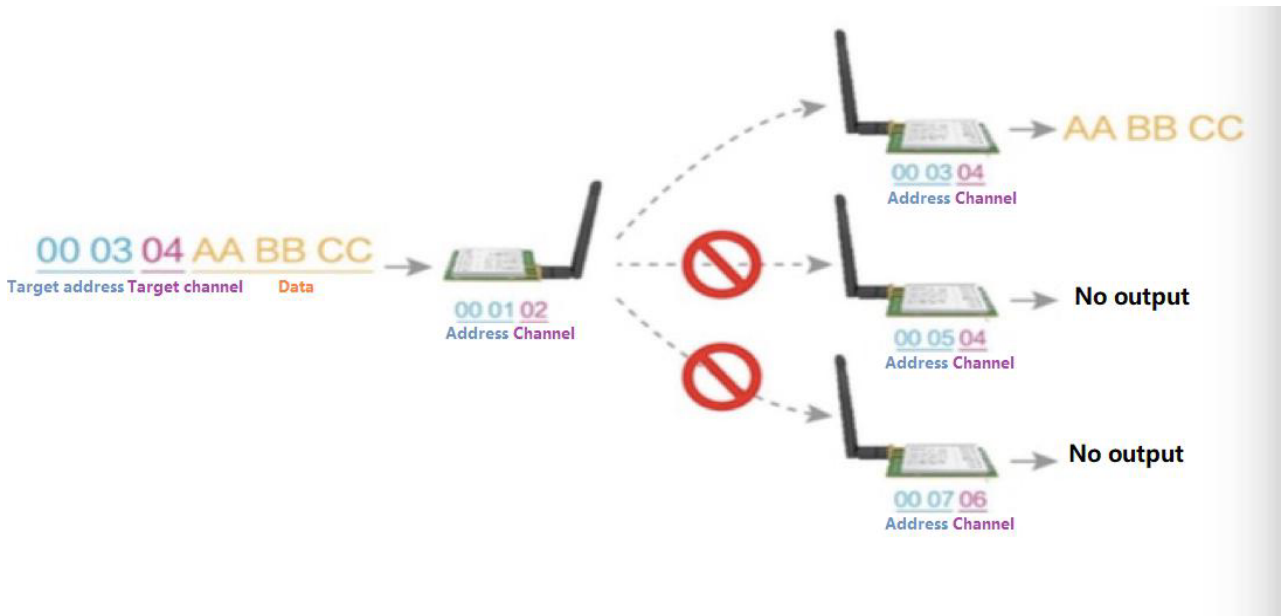 AA BB CC
00 03 04
Address Channel
00 03 04 AA BB CC
Target address Target channel Data
00 01 02
Address Channel
No output
00 05 04
Address Channel
No output
00 07 06
Address Channel